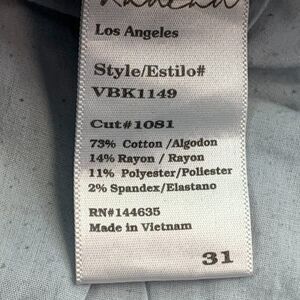 Los Angeles
Style/Estilo#
VBK1149
Cut#1081
73% Cotton /Algodon
14% Rayon / Rayon
11% Polyester/Poliester
2% Spandex/Elastano
RN#144635
Made in Vietnam
31